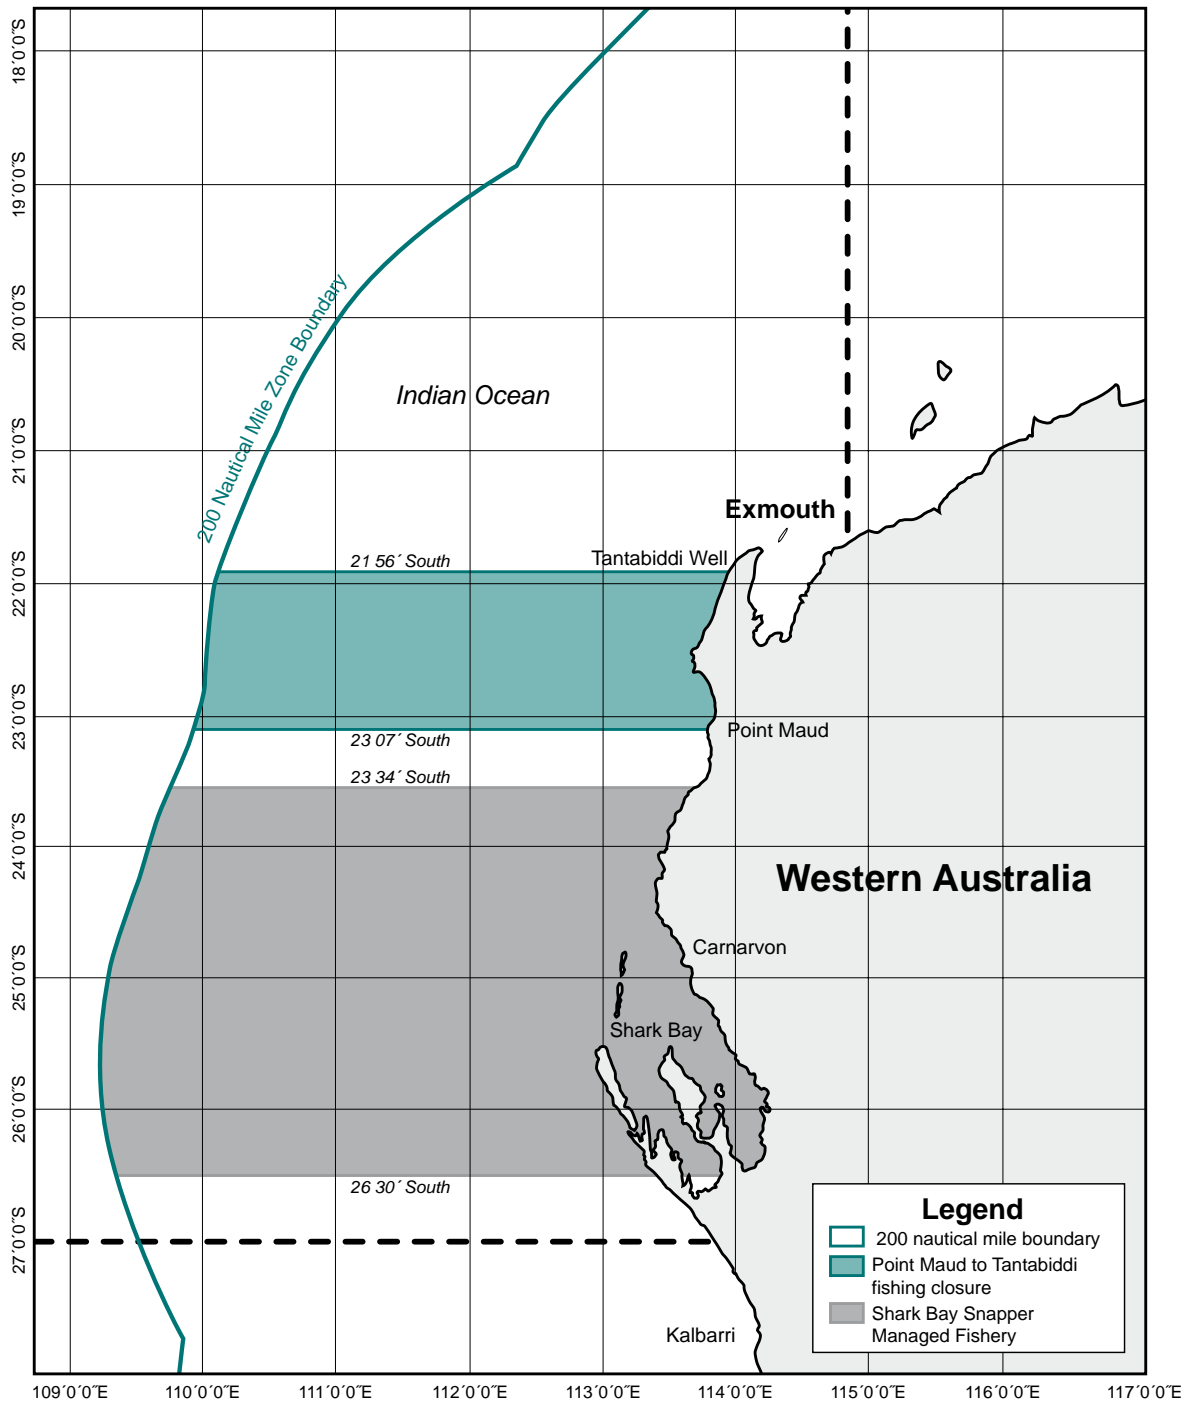 18˚0´0˝S
19˚0´0˝S
20˚0´0˝S
21˚0´0˝S
22˚0´0˝S
23˚0´0˝S
24˚0´0˝S
25˚0´0˝S
26˚0´0˝S
27˚0´0˝S
200 Nautical Mile Zone Boundary
Indian Ocean
Exmouth
Tantabiddi Well
21 56´ South
Point Maud
23 07´ South
23 34´ South
Western Australia
Carnarvon
Shark Bay
26 30´ South
Legend
200 nautical mile boundary
Point Maud to Tantabiddi
fishing closure
Shark Bay Snapper
Managed Fishery
Kalbarri
109˚0´0˝E
110˚0´0˝E
111˚0´0˝E
112˚0´0˝E
113˚0´0˝E
114˚0´0˝E
115˚0´0˝E
116˚0´0˝E
117˚0´0˝E